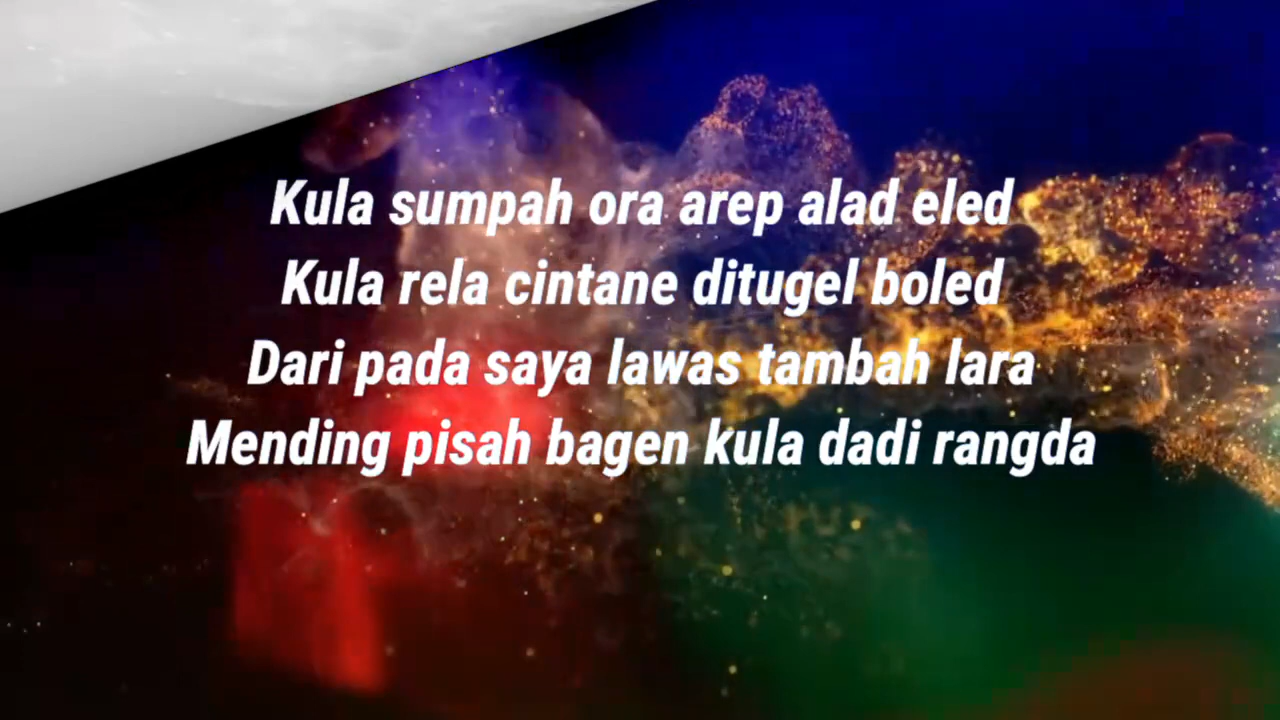 Kula sumpah ora arep alad eled
Kula rela cintane ditugel boled
Dari pada saya lawas tambah lara
Mending pisah bagen kula dadi rangda